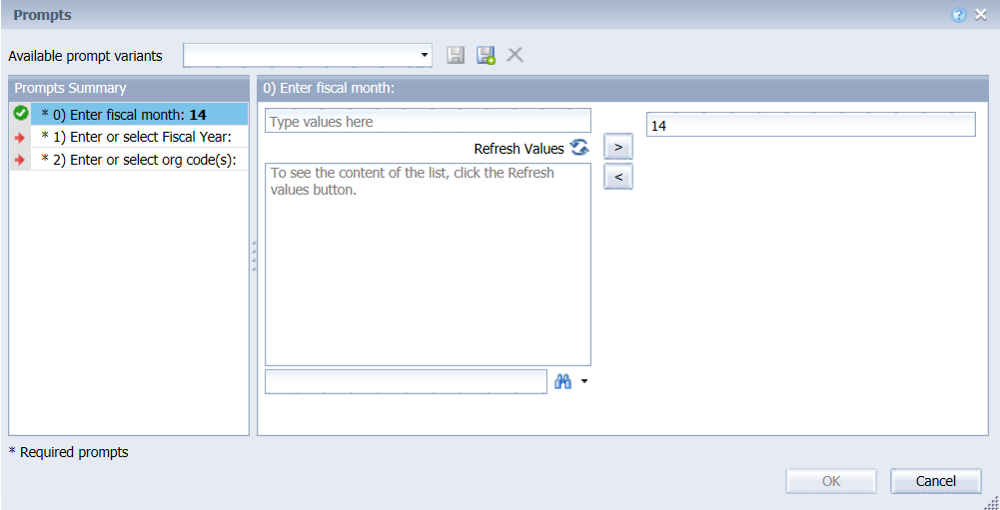 Prompts
Available prompt variants
Prompts Summary
* 0) Enter fiscal month: 14
* 1) Enter or select Fiscal Year:
* 2) Enter or select org code(s):
0) Enter fiscal month:
Type values here
Refresh Values
To see the content of the list, click the Refresh
values button.
>
<
14
* Required prompts
OK
Cancel